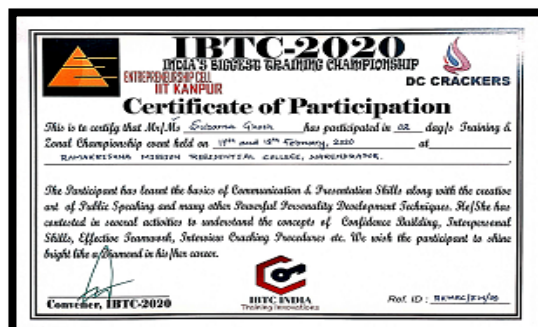 IBTC-2020
INDIA'S BIGGEST TRAINING CHAMPIONSHIP
ENTREPRENEURSHIP CELL
IIT KANPUR
DC CRACKERS
Certificate of Participation
This is to certify that Mr/Ms Subarna Ghosh has participated in 02 day/s Training &
Zonal Championship event held on 17th and 18th February, 2020 at
RAMAKRISHNA MISSION RESIDENTIAL COLLEGE, NARENDRAPUR.
The Participant has learnt the basics of Communication & Presentation Skills along with the creative
art of Public Speaking and many other Powerful Personality Development Techniques. He/She has
contested in several activities to understand the concepts of Confidence Building, Interpersonal
Skills, Effective Teamwork, Interview Cracking Procedures etc. We wish the participant to shine
bright like a Diamond in his/her career.
Convener, IBTC-2020
IBTC INDIA
Training Innovations
Ref. ID :